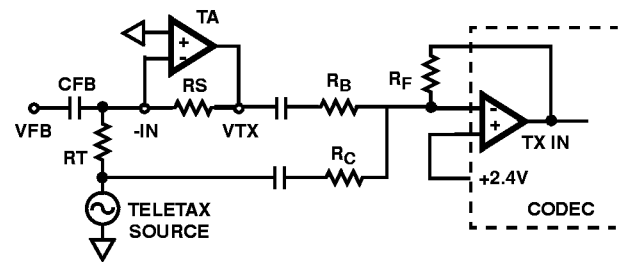 TA
+
-
CFB
RS
RB
RF
-
+
VFB
-IN
VTX
TX IN
RT
RC
+2.4V
TELETAX
SOURCE
CODEC